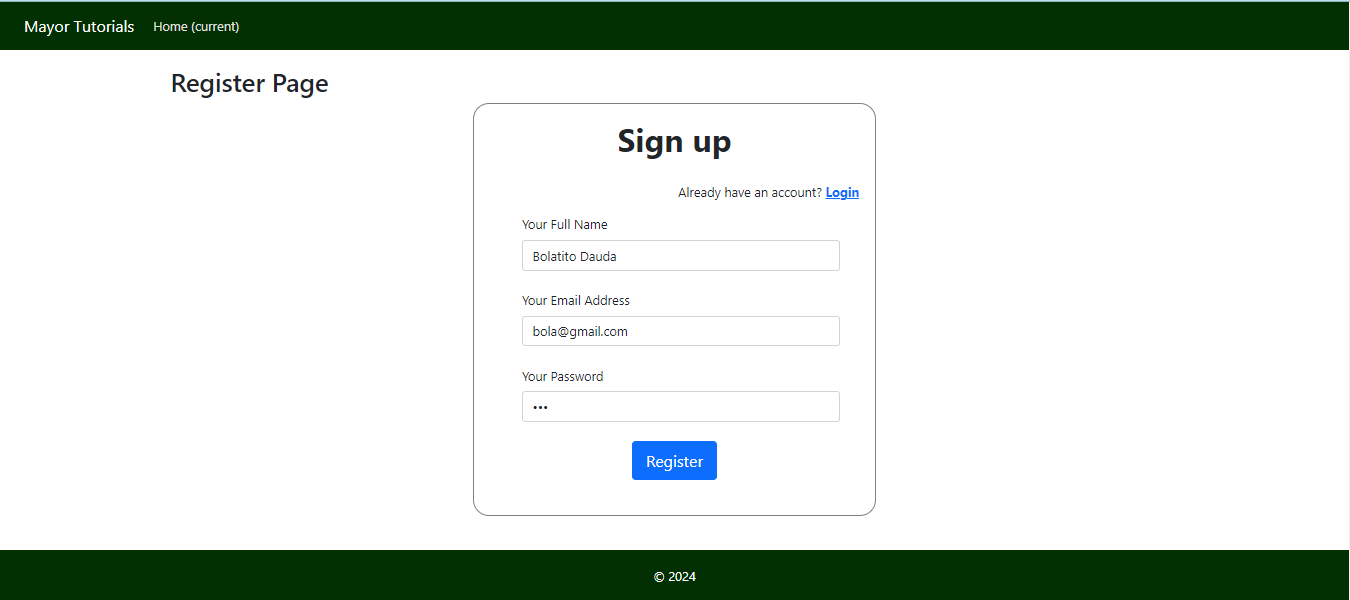 Mayor Tutorials Home (current)
Register Page
Sign up
Already have an account? Login
Your Full Name
Bolatito Dauda
Your Email Address
bola@gmail.com
Your Password
•••
Register
© 2024